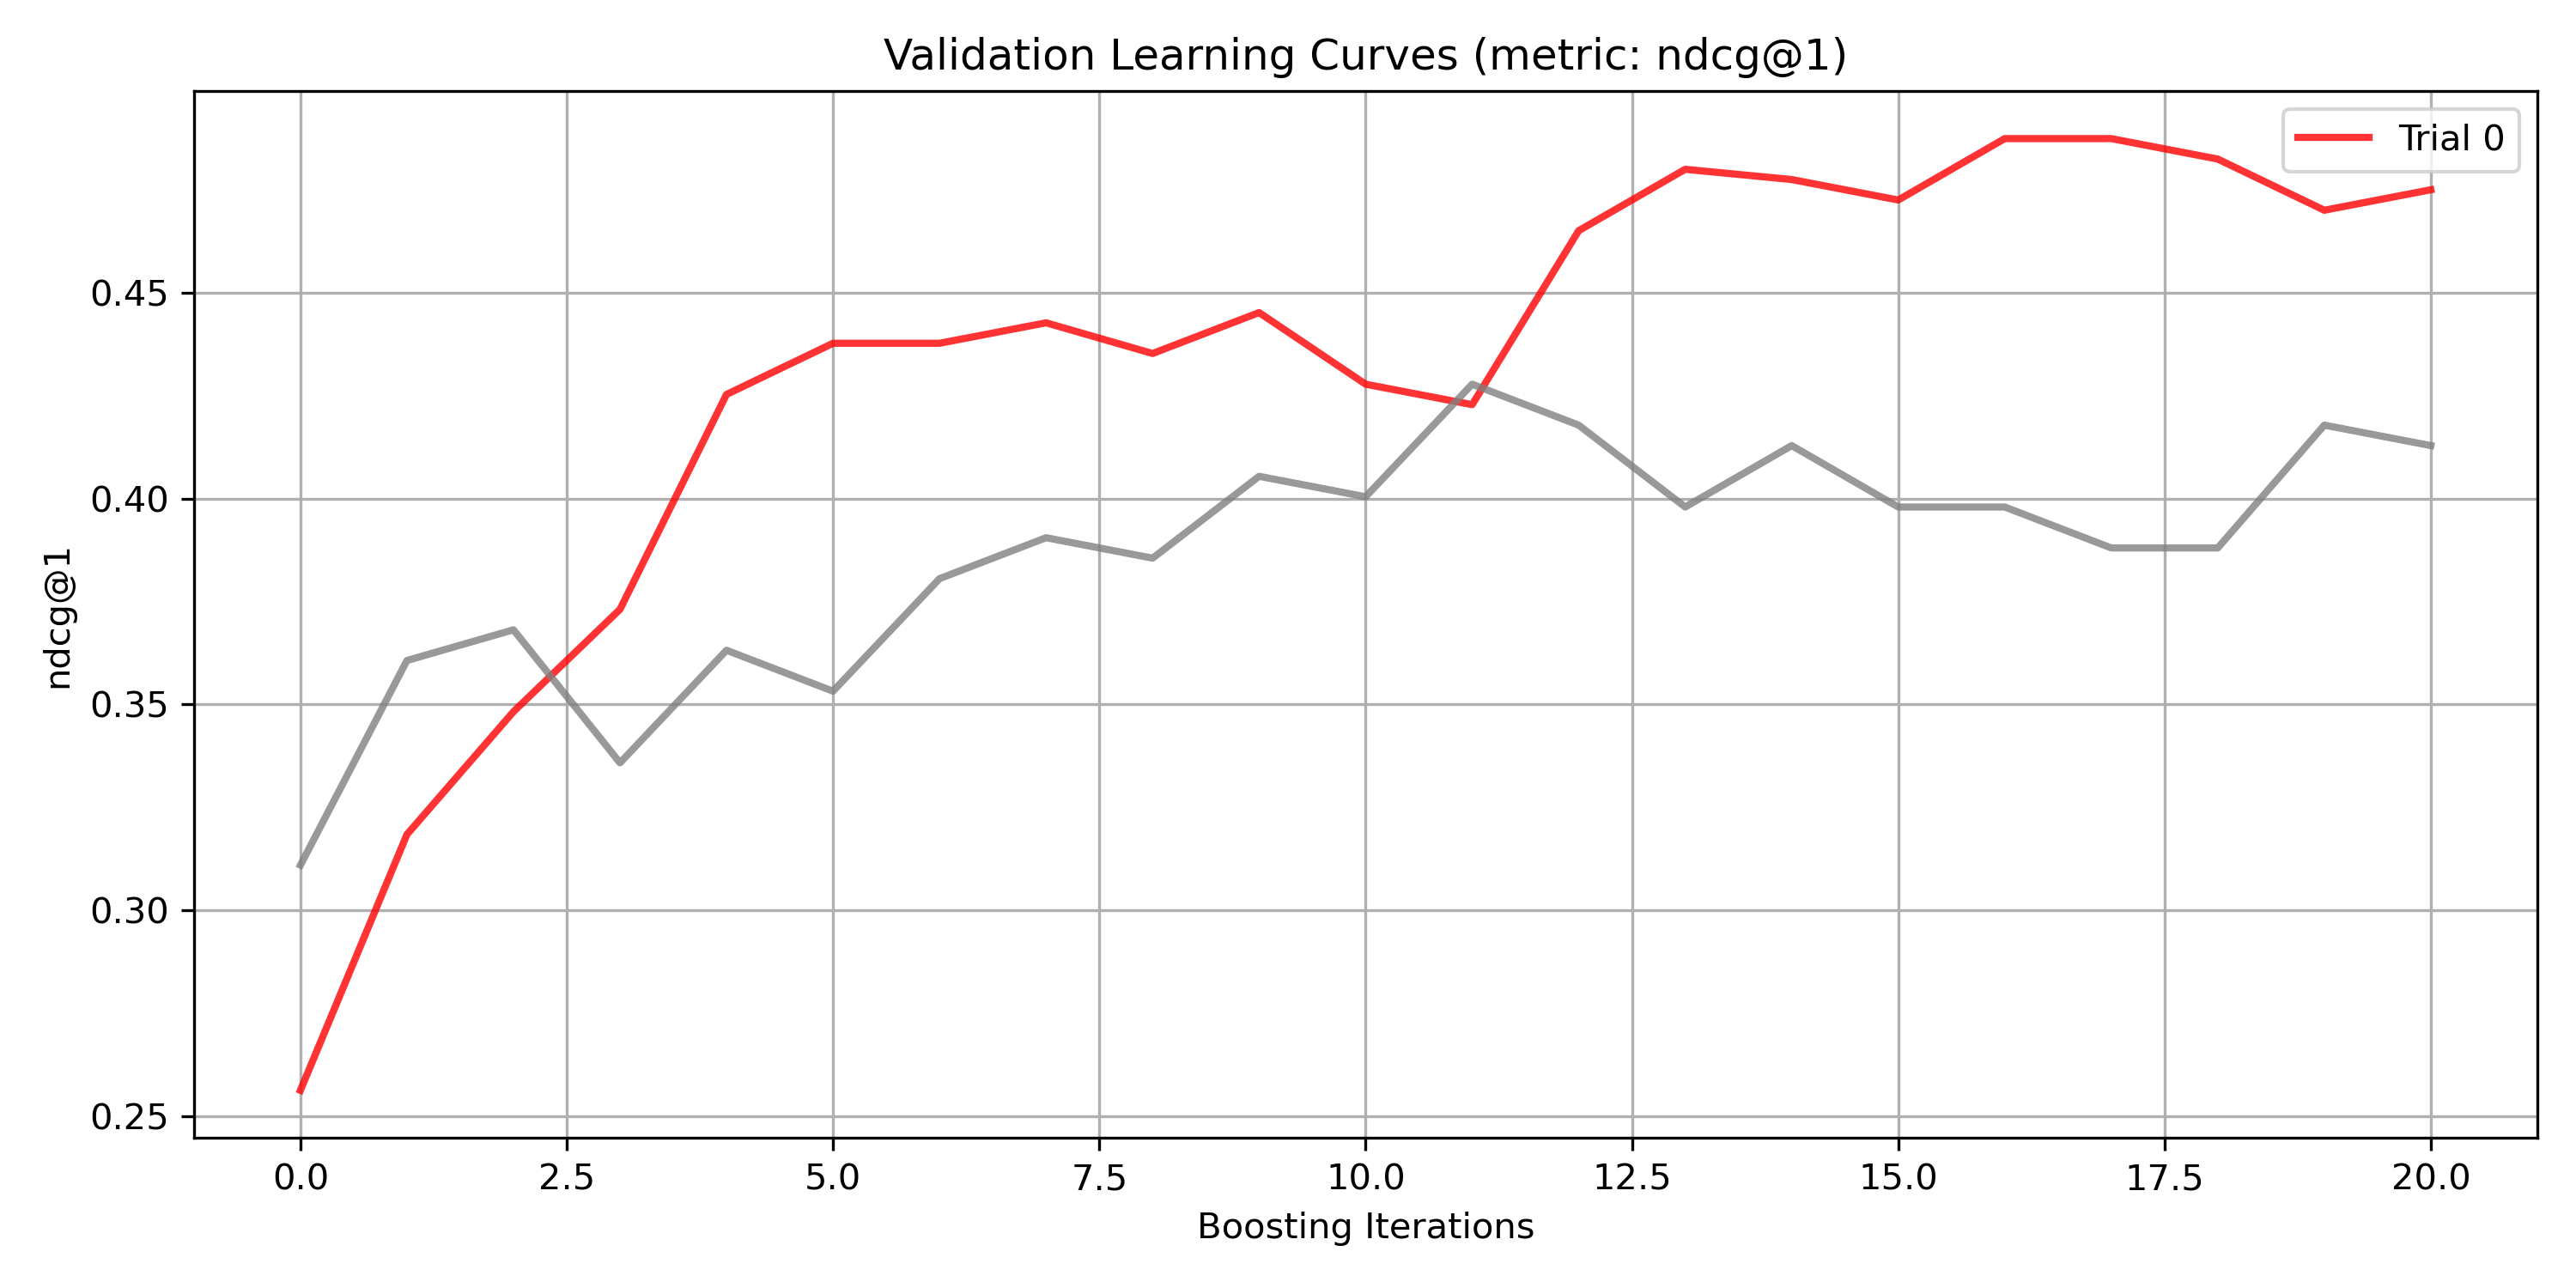 Validation Learning Curves (metric: ndcg@1)
Trial 0
ndcg@1
0.45
0.40
0.35
0.30
0.25
0.0 2.5 5.0 7.5 10.0 12.5 15.0 17.5 20.0
Boosting Iterations